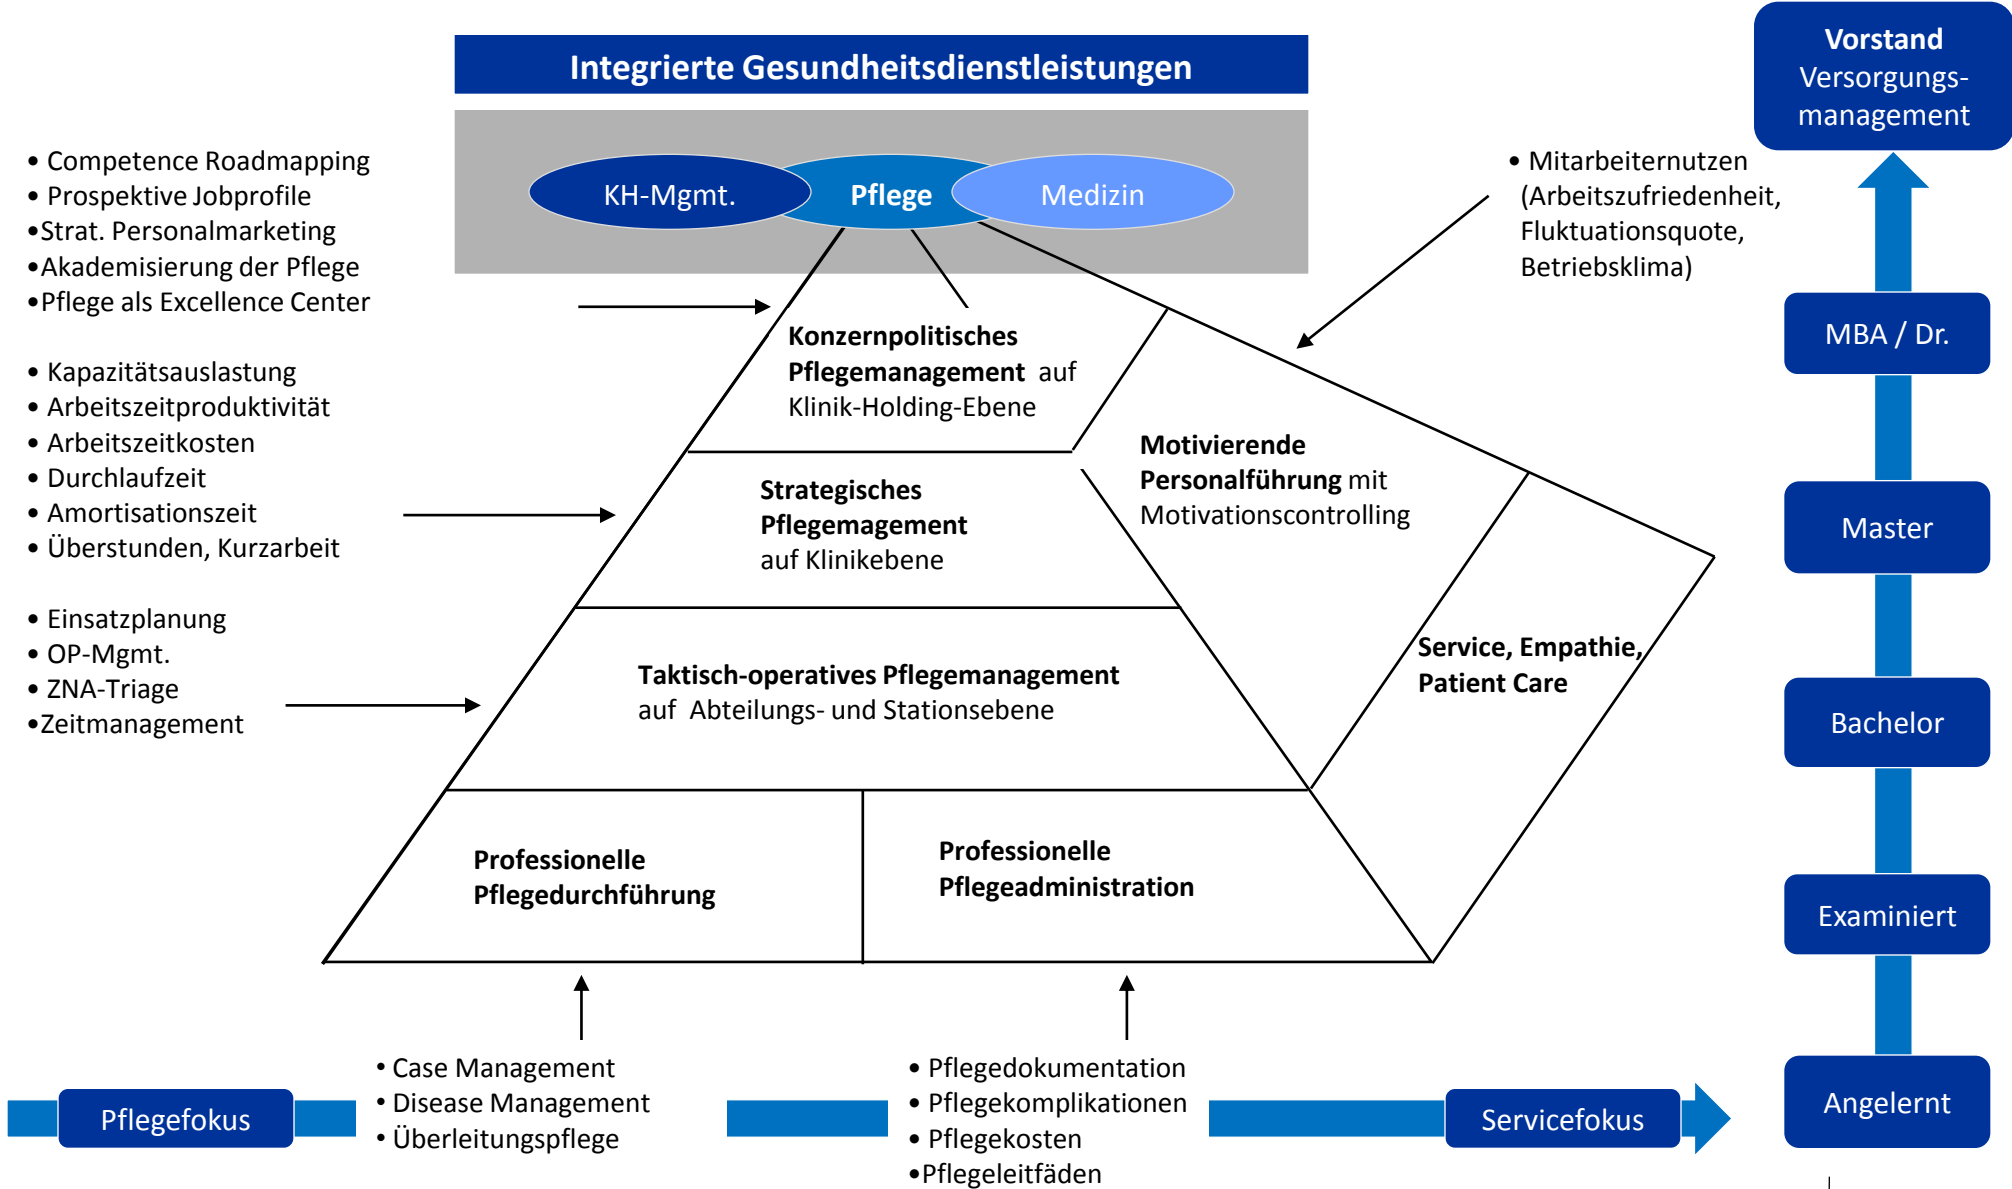 Integrierte Gesundheitsdienstleistungen
KH-Mgmt.
Pflege
Medizin
Vorstand
Versorgungs-
management
• Competence Roadmapping
• Prospektive Jobprofile
•Strat. Personalmarketing
•Akademisierung der Pflege
•Pflege als Excellence Center
• Mitarbeiternutzen
(Arbeitszufriedenheit,
Fluktuationsquote,
Betriebsklima)
• Kapazitätsauslastung
• Arbeitszeitproduktivität
• Arbeitszeitkosten
• Durchlaufzeit
• Amortisationszeit
• Überstunden, Kurzarbeit
• Einsatzplanung
• OP-Mgmt.
• ZNA-Triage
•Zeitmanagement
Konzernpolitisches
Pflegemanagement auf
Klinik-Holding-Ebene
Strategisches
Pflegemagement
auf Klinikebene
Taktisch-operatives Pflegemanagement
auf Abteilungs- und Stationsebene
Professionelle
Pflegedurchführung
Professionelle
Pflegeadministration
Motivierende
Personalführung mit
Motivationscontrolling
Service, Empathie,
Patient Care
MBA / Dr.
Master
Bachelor
Examiniert
Angelernt
Pflegefokus
• Case Management
• Disease Management
• Überleitungspflege
• Pflegedokumentation
• Pflegekomplikationen
• Pflegekosten
•Pflegeleitfäden
Servicefokus